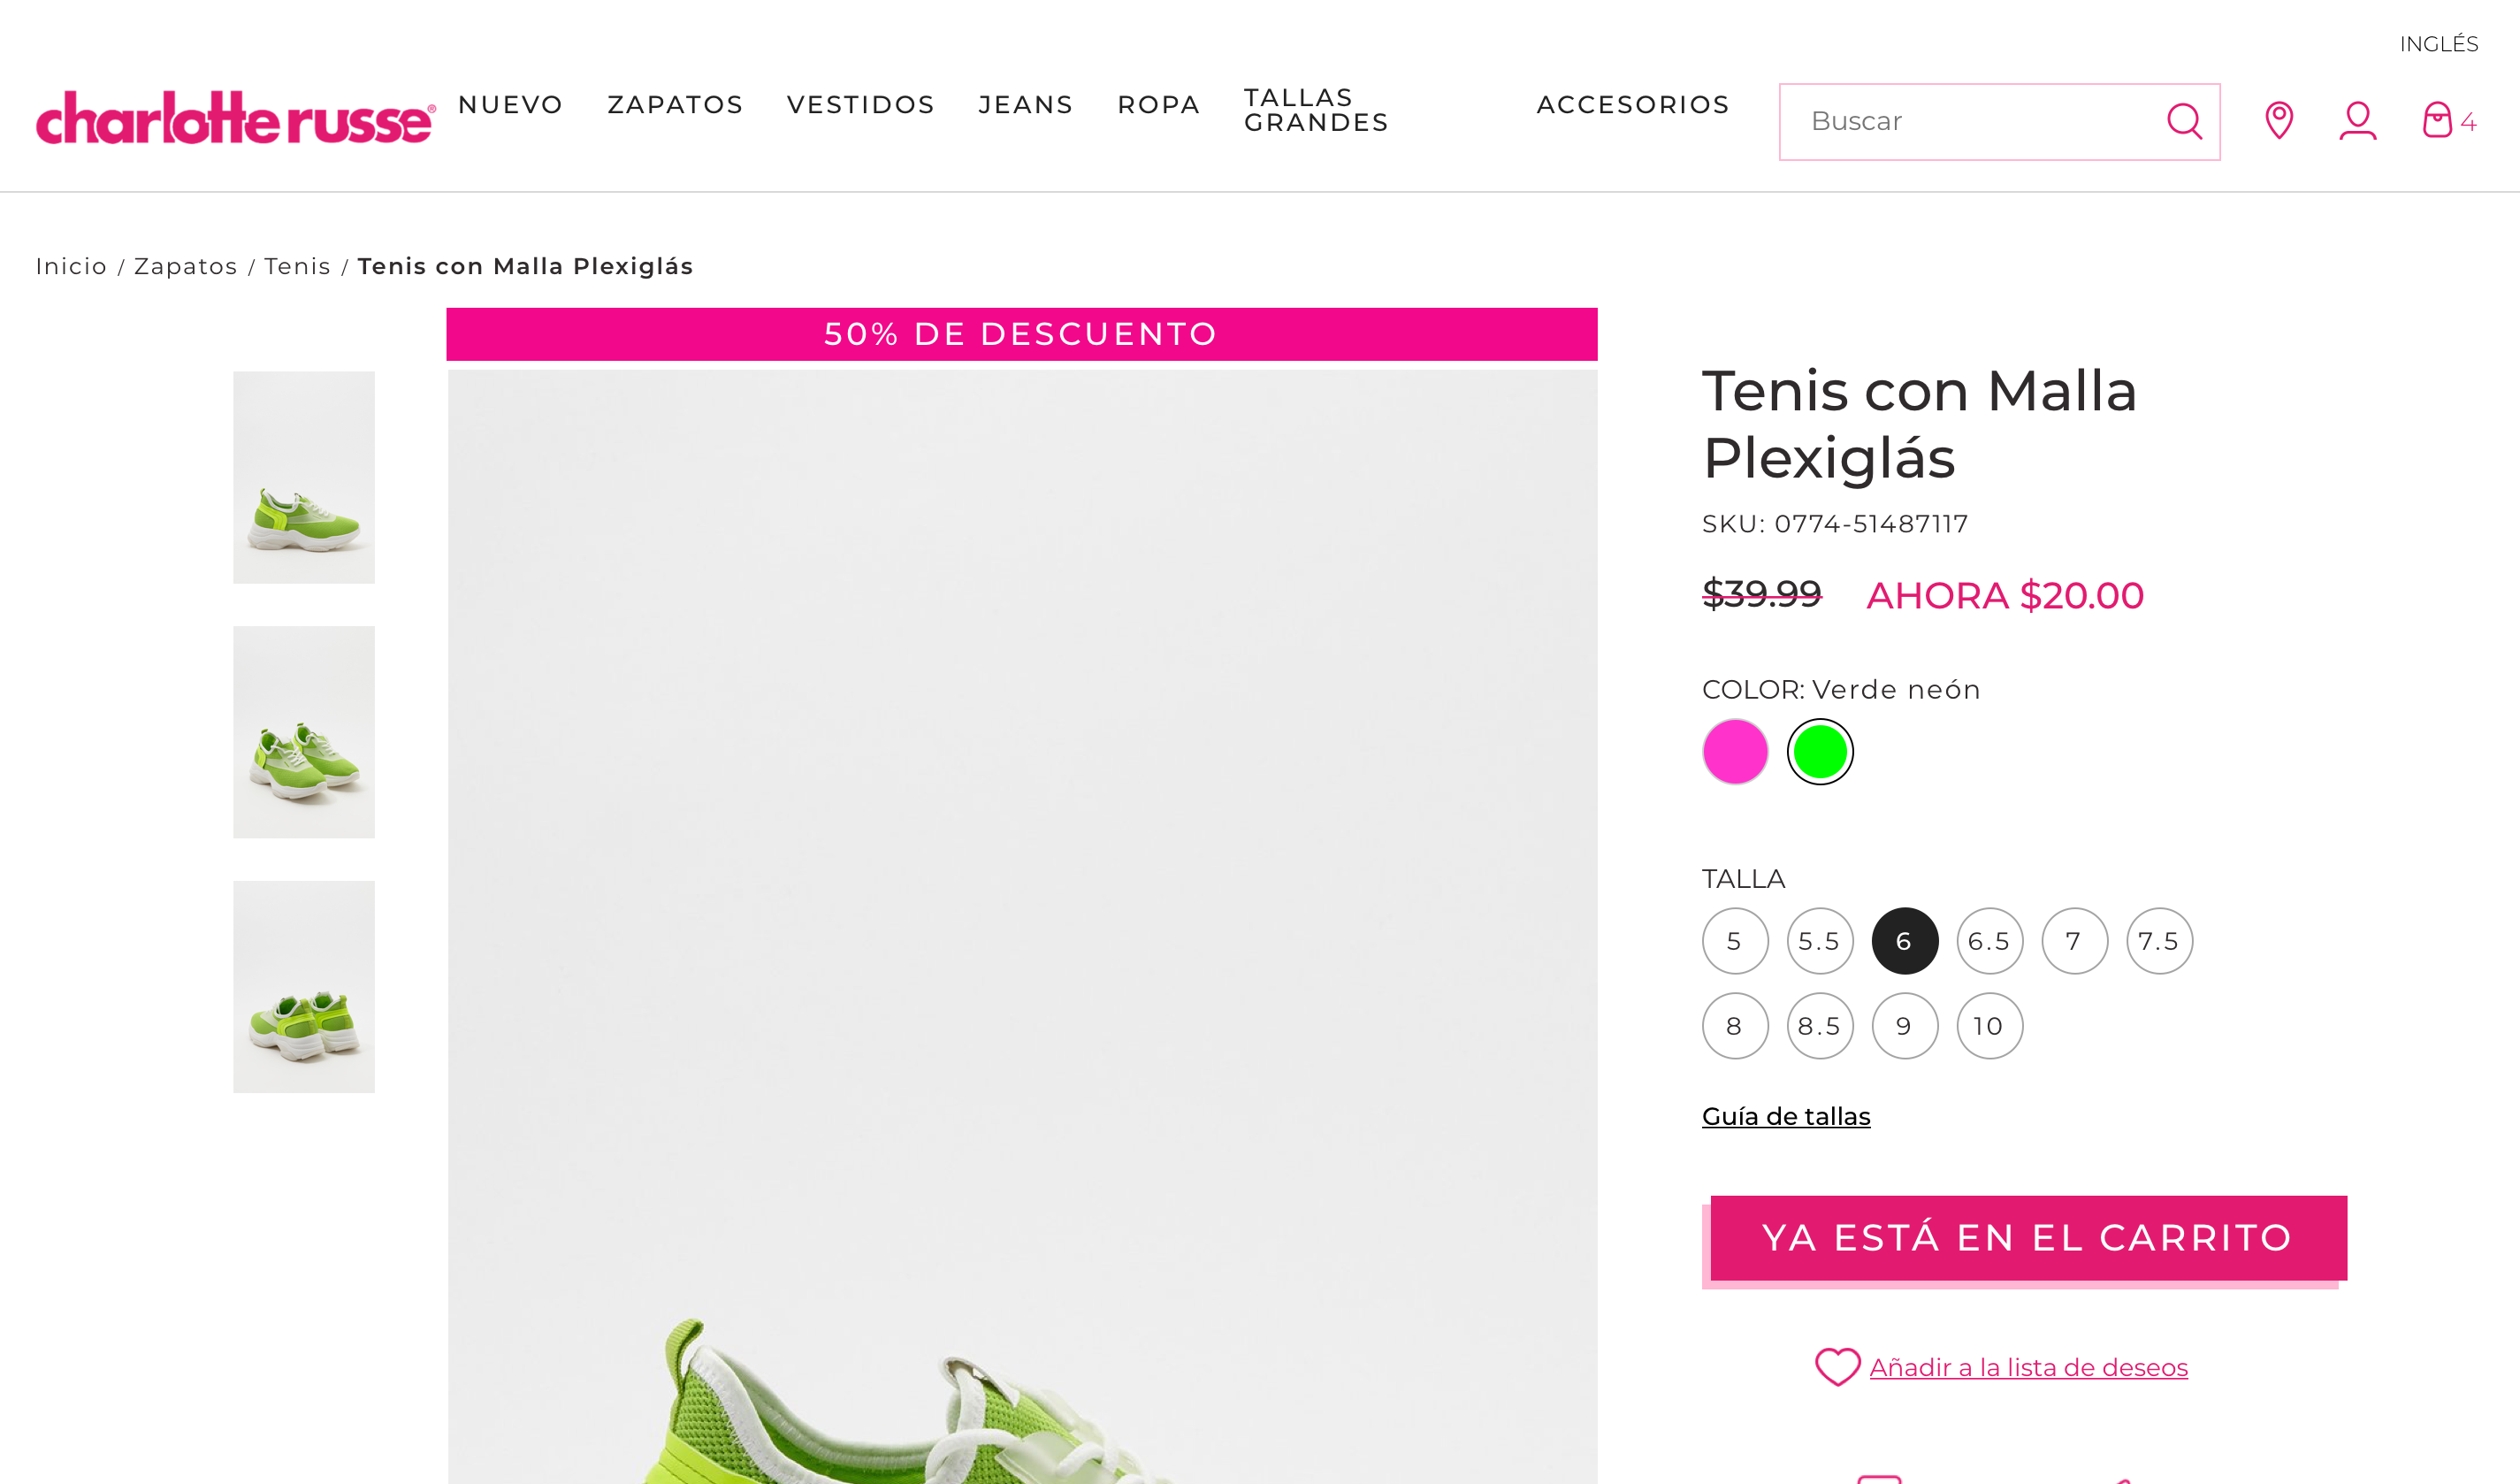 INGLÉS
charlotte russe®
NUEVO
ZAPATOS
VESTIDOS
JEANS
ROPA
TALLAS
GRANDES
ACCESORIOS
Buscar
4
Inicio / Zapatos / Tenis / Tenis con Malla Plexiglás
50% DE DESCUENTO
Tenis con Malla
Plexiglás
SKU: 0774-51487117
$39.99 AHORA $20.00
COLOR: Verde neón
TALLA
5 5.5 6 6.5 7 7.5
8 8.5 9 10
Guía de tallas
YA ESTÁ EN EL CARRITO
Añadir a la lista de deseos